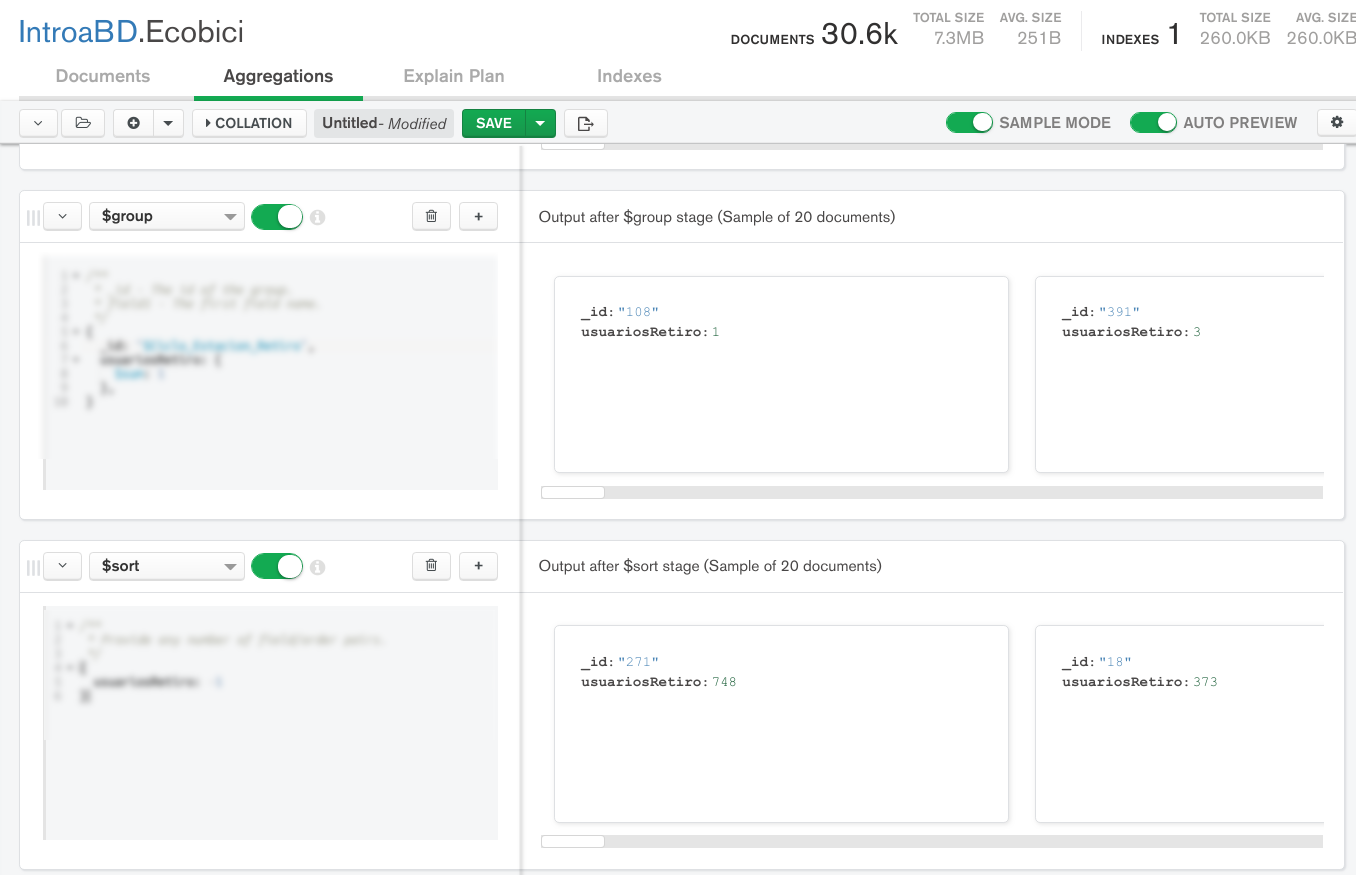 IntroaBD.Ecobici
DOCUMENTS 30.6k
TOTAL SIZE
7.3MB
AVG. SIZE
251B
INDEXES 1
TOTAL SIZE
260.0KB
AVG. SIZE
260.0KB
Documents
Aggregations
Explain Plan
Indexes
COLLATION
Untitled- Modified
SAVE
SAMPLE MODE
AUTO PREVIEW
$group
Output after $group stage (Sample of 20 documents)
_id: "108"
usuariosRetiro: 1
_id: "391"
usuariosRetiro: 3
$sort
Output after $sort stage (Sample of 20 documents)
_id: "271"
usuariosRetiro: 748
_id: "18"
usuariosRetiro: 373